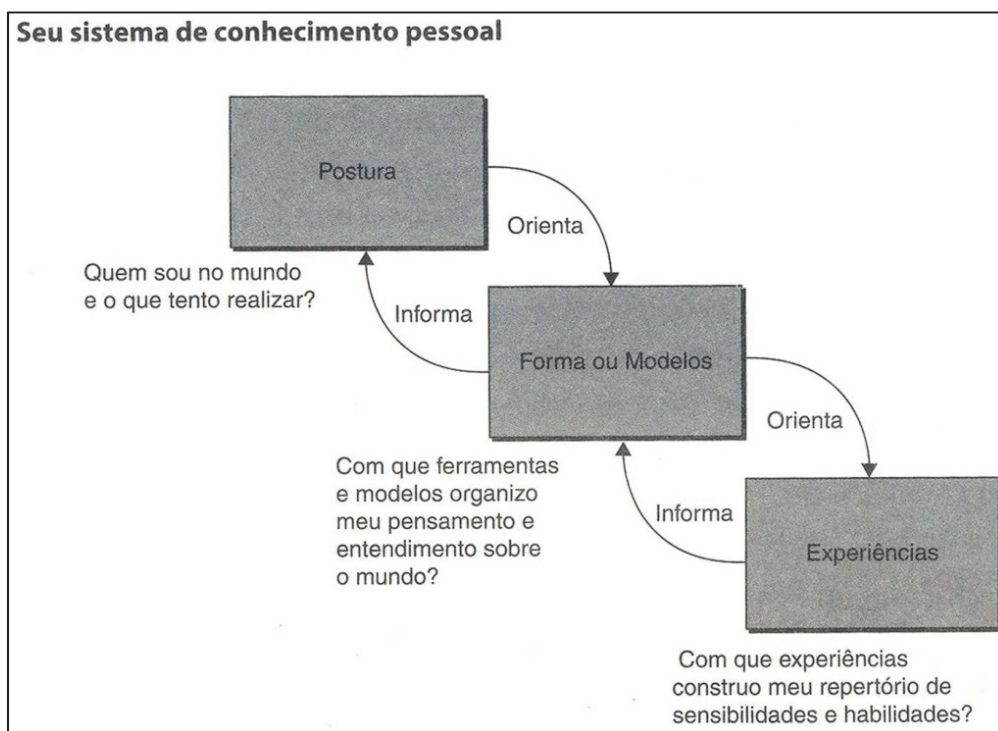 Seu sistema de conhecimento pessoal
Postura
Orienta
Quem sou no mundo
e o que tento realizar?
Informa
Forma ou Modelos
Orienta
Com que ferramentas
e modelos organizo
meu pensamento e
entendimento sobre
o mundo?
Informa
Experiências
Com que experiências
construo meu repertório de
sensibilidades e habilidades?